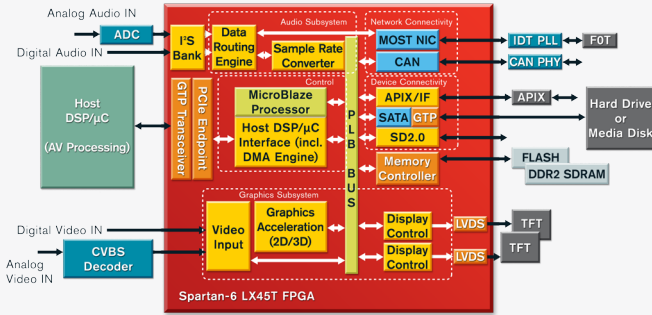 Analog Audio IN
ADC
Digital Audio IN
I²S
Bank
Audio Subsystem
Data
Routing
Engine
Sample Rate
Converter
Network Connectivity
MOST NIC
CAN
IDT PLL
FOT
CAN PHY
Host
DSP/µC
(AV Processing)
GTP Transceiver
PCIe Endpoint
Control
MicroBlaze
Processor
Host DSP/µC
Interface (incl.
DMA Engine)
PLB BUS
Device Connectivity
APIX/IF
SATA
GTP
SD2.0
APIX
Hard Drive
or
Media Disk
Memory
Controller
FLASH
DDR2 SDRAM
Graphics Subsystem
Digital Video IN
CVBS
Decoder
Analog
Video IN
Video
Input
Graphics
Acceleration
(2D/3D)
Display
Control
LVDS
TFT
Display
Control
LVDS
TFT
Spartan-6 LX45T FPGA